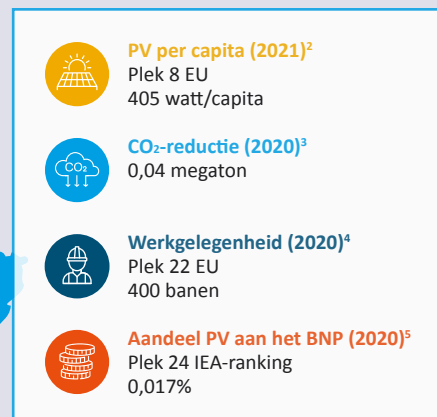 PV per capita (2021)²
Plek 8 EU
405 watt/capita
CO₂
CO₂-reductie (2020)³
0,04 megaton
Werkgelegenheid (2020)⁴
Plek 22 EU
400 banen
Aandeel PV aan het BNP (2020)⁵
Plek 24 IEA-ranking
0,017%